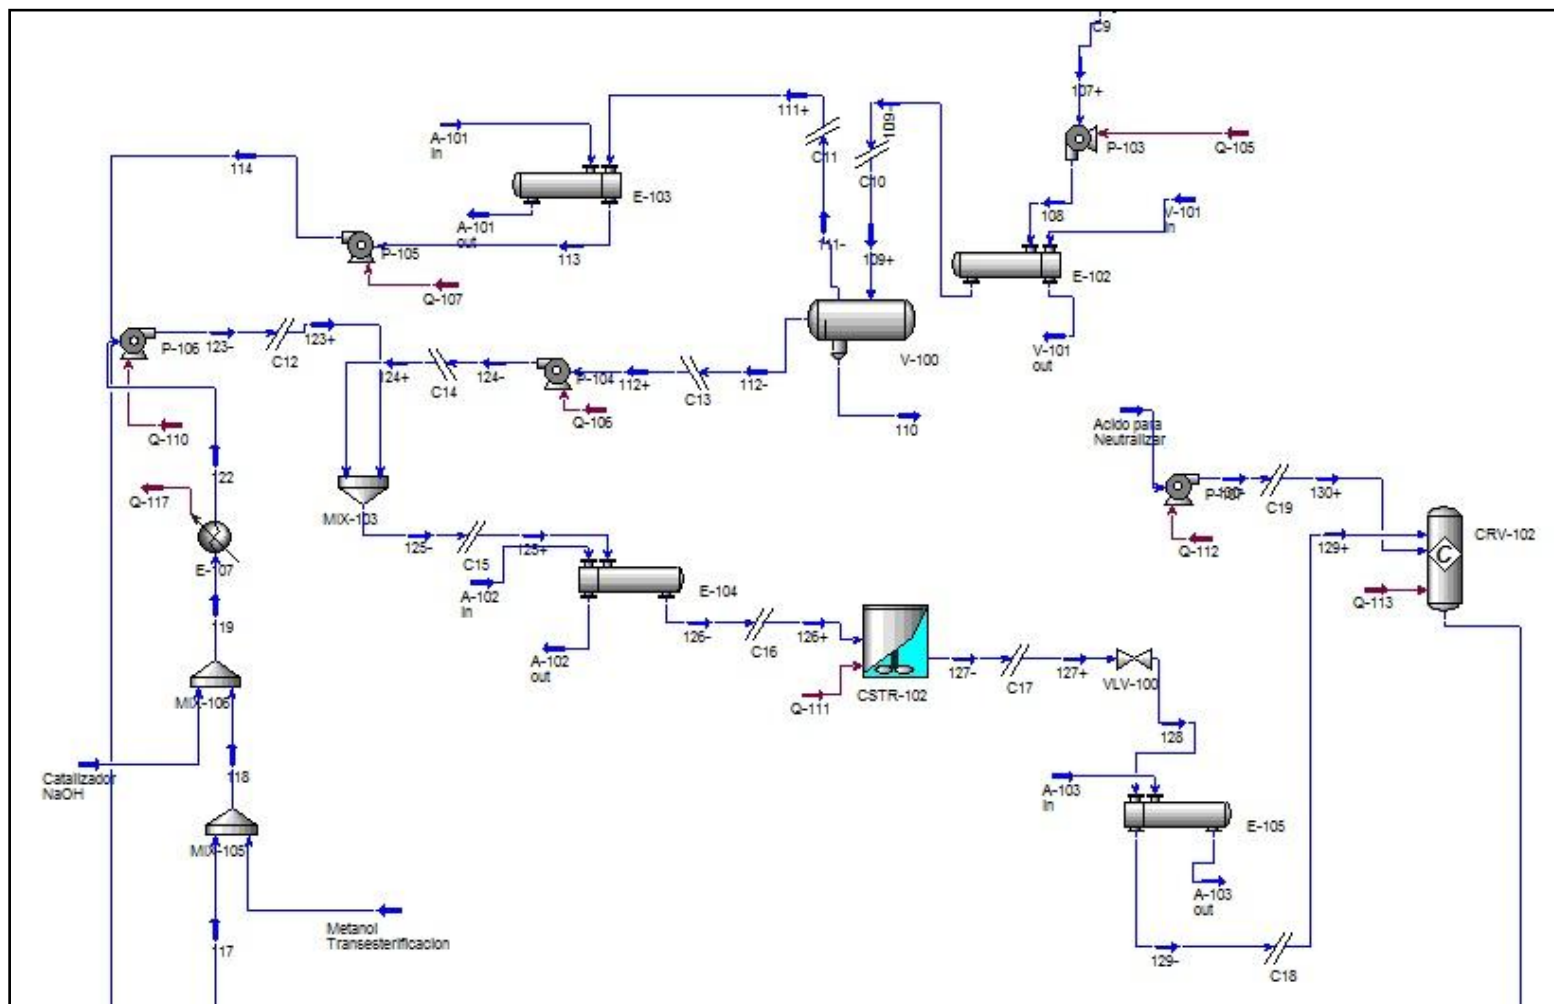 C9
107+
P-103
Q-105
111+
109-
C11
C10
A-101
In
E-103
A-101
out
114
P-105
113
Q-107
111-
109+
108
V-101
In
E-102
V-101
out
V-100
110
P-106
123-
C12
123+
124+
C14
124-
P-104
112+
C13
112-
Q-106
Q-110
122
Q-117
E-107
119
MIX-103
125-
C15
125+
A-102
In
E-104
A-102
out
126-
C16
126+
Q-111
CSTR-102
127-
C17
127+
VLV-100
128
Acido para
Neutralizar
C19
130+
Q-112
129+
CRV-102
C
Q-113
MIX-106
Catalizador
NaOH
118
MIX-105
Metanol
Transesterificacion
117
A-103
In
E-105
A-103
out
129-
C18